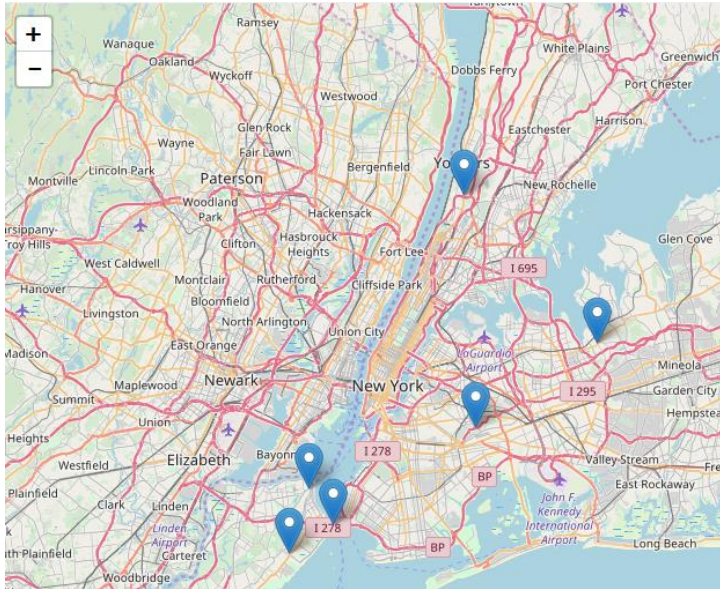 Tarrytown
+
−
Ramsey
Wanaque
Oakland
White Plains
Greenwich
Wyckoff
Dobbs Ferry
Port Chester
Westwood
Harrison
Glen Rock
Eastchester
Wayne
Fair Lawn
Lincoln Park
Bergenfield
Montville
Paterson
New Rochelle
Woodland
Park
Hackensack
Troy Hills
Clifton
Hasbrouck
Heights
Fort Lee
Glen Cove
West Caldwell
I 695
Hanover
Montclair
Rutherford
Cliffside Park
Bloomfield
Livingston
North Arlington
Union City
East Orange
LaGuardia
Airport
Madison
Mineola
Maplewood
Newark
New York
I 295
Garden City
Summit
Hempste
Union
Heights
I 278
Bayonn
Westfield
Elizabeth
Valley Stream
Plainfield
BP
East Rockaway
Clark
Linden
John F.
Kennedy
International
Airport
Linden
Airport
I 278
Carteret
BP
Long Beach
uth Plainfield
Woodbridge